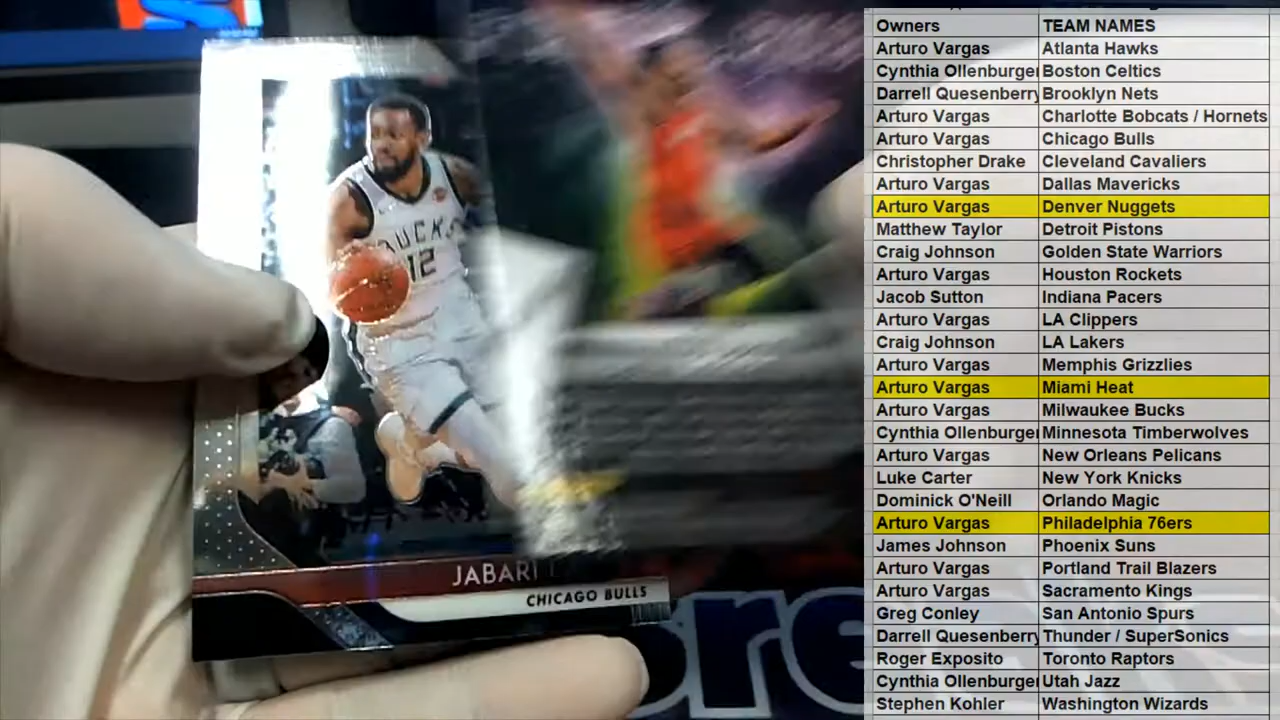 Owners TEAM NAMES
Arturo Vargas Atlanta Hawks
Cynthia Ollenburger Boston Celtics
Darrell Quesenberry Brooklyn Nets
Arturo Vargas Charlotte Bobcats / Hornets
Arturo Vargas Chicago Bulls
Christopher Drake Cleveland Cavaliers
Arturo Vargas Dallas Mavericks
Arturo Vargas Denver Nuggets
Matthew Taylor Detroit Pistons
Craig Johnson Golden State Warriors
Arturo Vargas Houston Rockets
Jacob Sutton Indiana Pacers
Arturo Vargas LA Clippers
Craig Johnson LA Lakers
Arturo Vargas Memphis Grizzlies
Arturo Vargas Miami Heat
Arturo Vargas Milwaukee Bucks
Cynthia Ollenburger Minnesota Timberwolves
Arturo Vargas New Orleans Pelicans
Luke Carter New York Knicks
Dominick O'Neill Orlando Magic
Arturo Vargas Philadelphia 76ers
James Johnson Phoenix Suns
Arturo Vargas Portland Trail Blazers
Arturo Vargas Sacramento Kings
Greg Conley San Antonio Spurs
Darrell Quesenberry Thunder / SuperSonics
Roger Exposito Toronto Raptors
Cynthia Ollenburger Utah Jazz
Stephen Kohler Washington Wizards
BUCKS
12
JABARI
CHICAGO BULLS